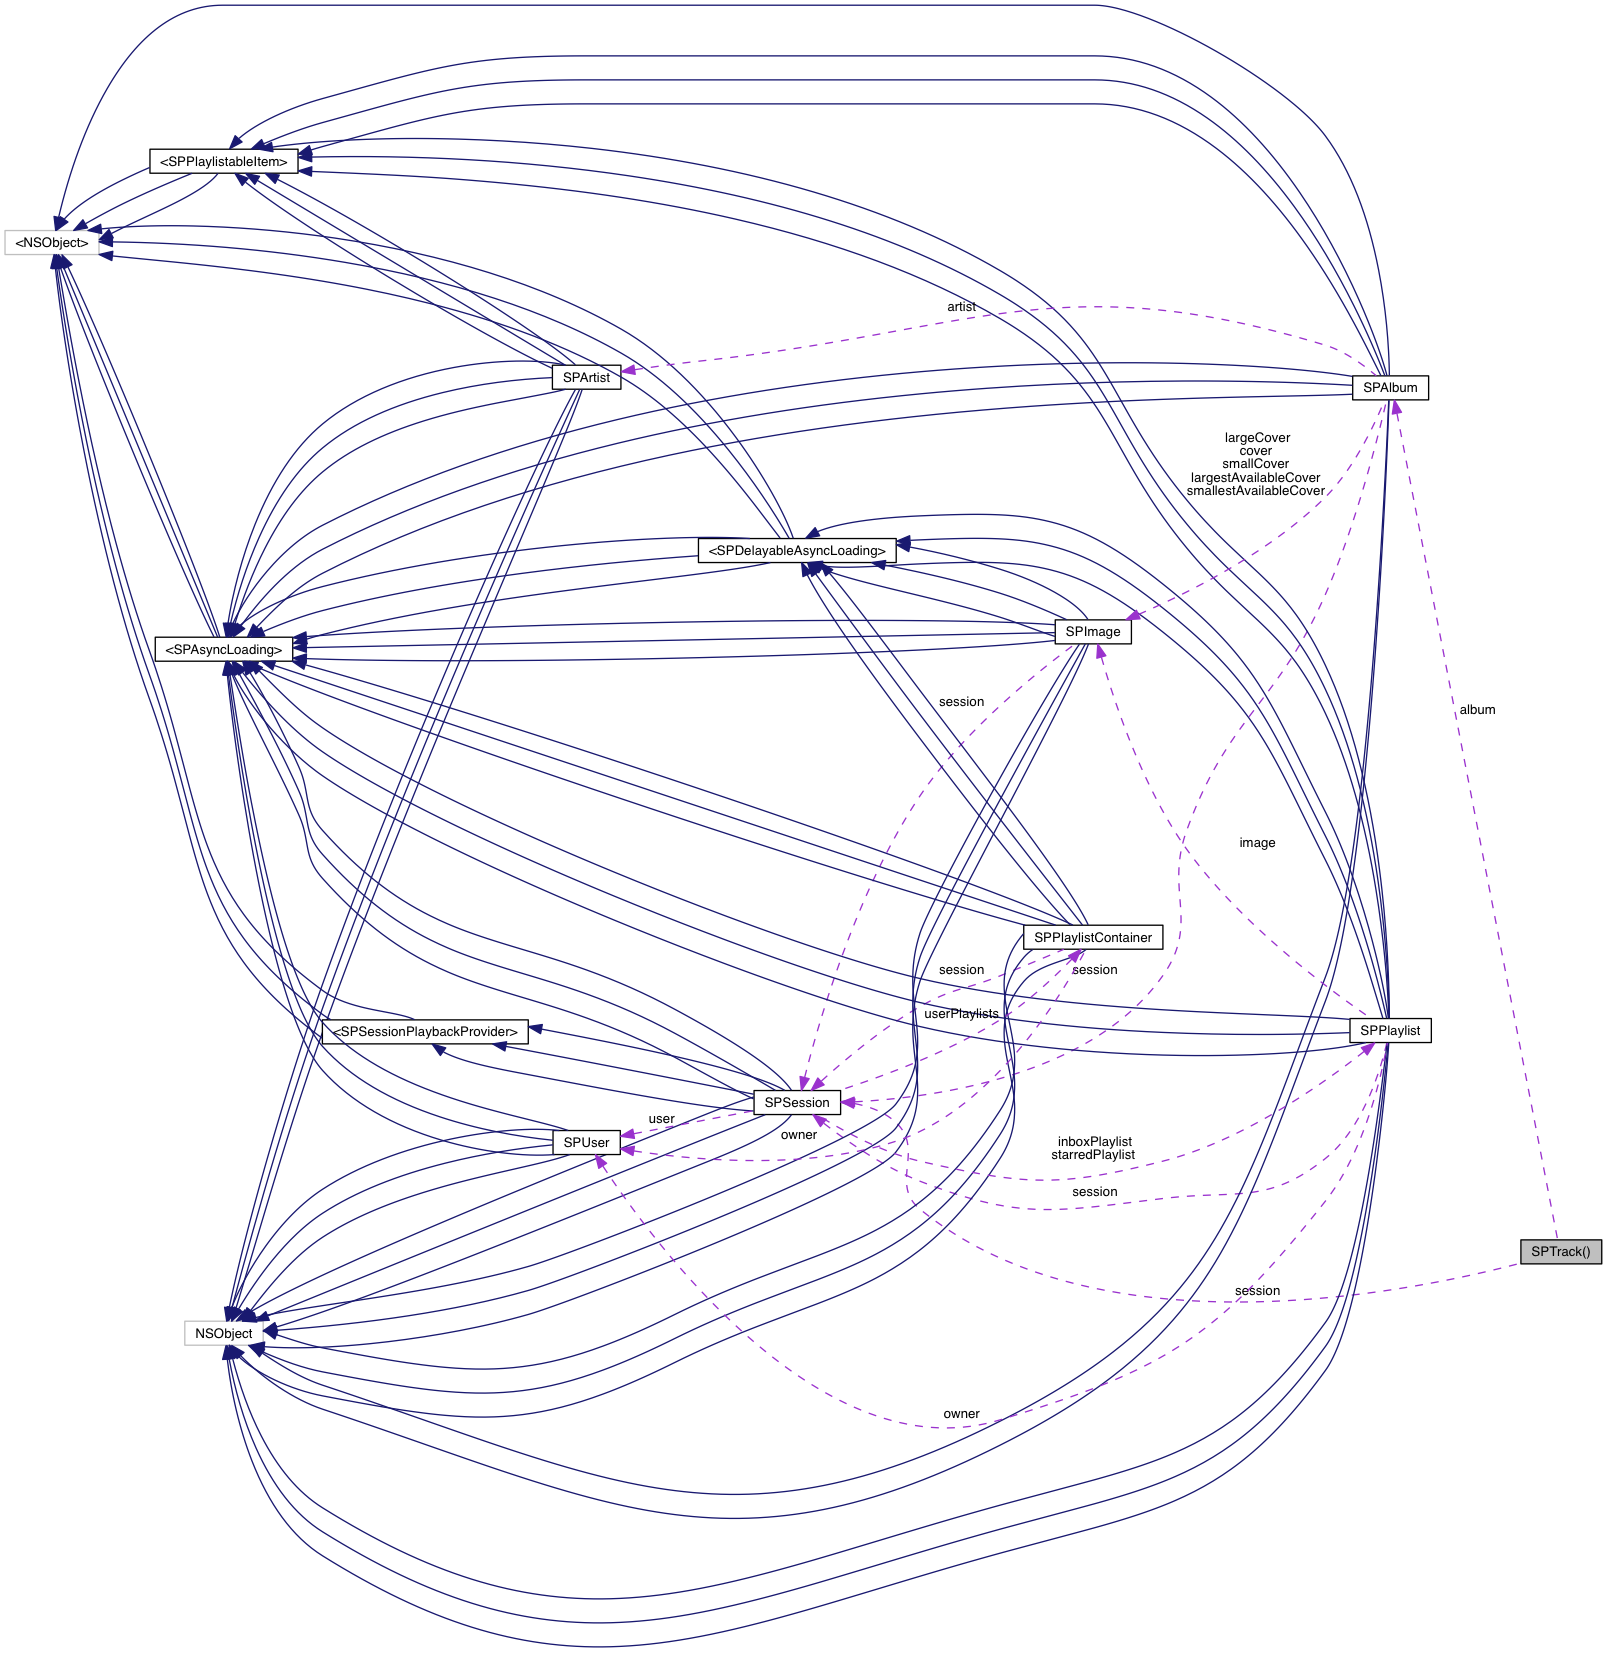 <SPPlaylistableItem>
<NSObject>
artist
SPArtist
SPAlbum
largeCover
cover
smallCover
largestAvailableCover
smallestAvailableCover
<SPDelayableAsyncLoading>
SPImage
<SPAsyncLoading>
session
album
image
SPPlaylistContainer
session
session
userPlaylists
<SPSessionPlaybackProvider>
SPPlaylist
SPSession
user
owner
SPUser
inboxPlaylist
starredPlaylist
session
SPTrack()
session
NSObject
owner